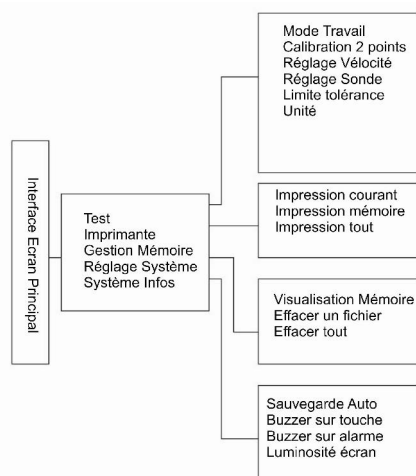 Interface Ecran Principal
Test
Imprimante
Gestion Mémoire
Réglage Système
Système Infos
Mode Travail
Calibration 2 points
Réglage Vélocité
Réglage Sonde
Limite tolérance
Unité
Impression courant
Impression mémoire
Impression tout
Visualisation Mémoire
Effacer un fichier
Effacer tout
Sauvegarde Auto
Buzzer sur touche
Buzzer sur alarme
Luminosité écran